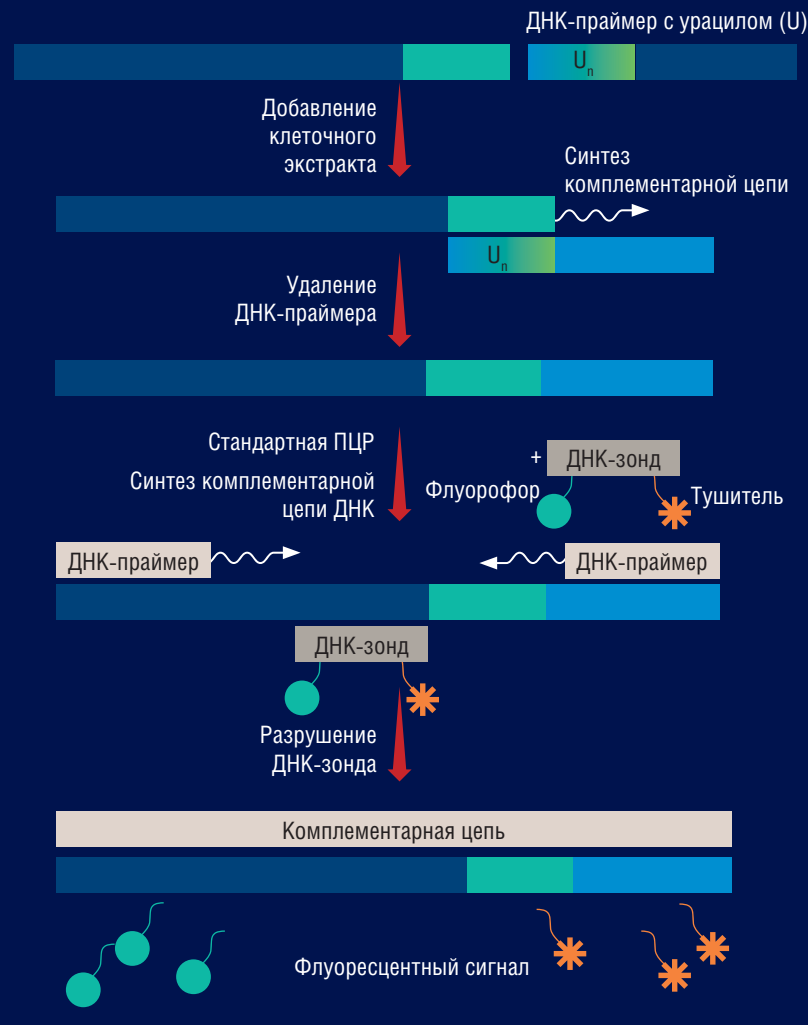 ДНК-праймер с урацилом (U)
Un
Добавление
клеточного
экстракта
Синтез
комплементарной цепи
Un
Удаление
ДНК-праймера
Стандартная ПЦР
Синтез комплементарной
цепи ДНК
+ ДНК-зонд
Флуорофор
Тушитель
ДНК-праймер
ДНК-праймер
ДНК-зонд
Разрушение
ДНК-зонда
Комплементарная цепь
Флуоресцентный сигнал